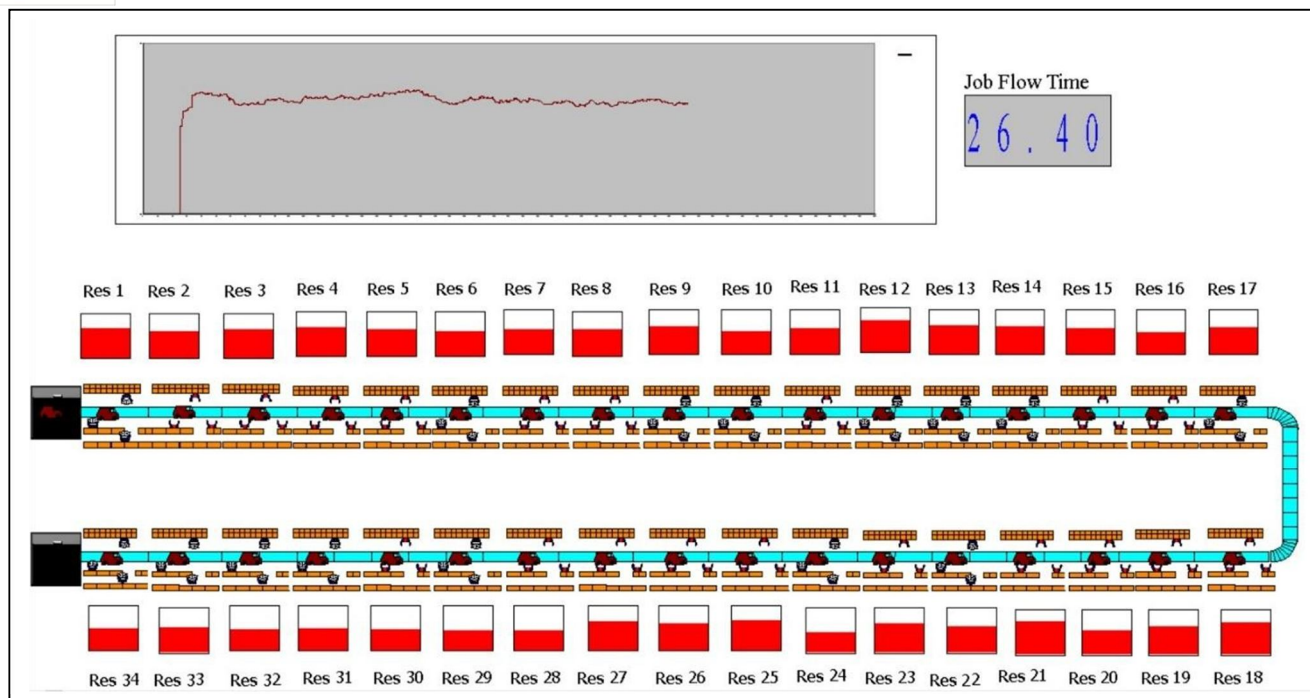 Job Flow Time
26.40
Res 1 Res 2 Res 3 Res 4 Res 5 Res 6 Res 7 Res 8 Res 9 Res 10 Res 11 Res 12 Res 13 Res 14 Res 15 Res 16 Res 17
Res 34 Res 33 Res 32 Res 31 Res 30 Res 29 Res 28 Res 27 Res 26 Res 25 Res 24 Res 23 Res 22 Res 21 Res 20 Res 19 Res 18